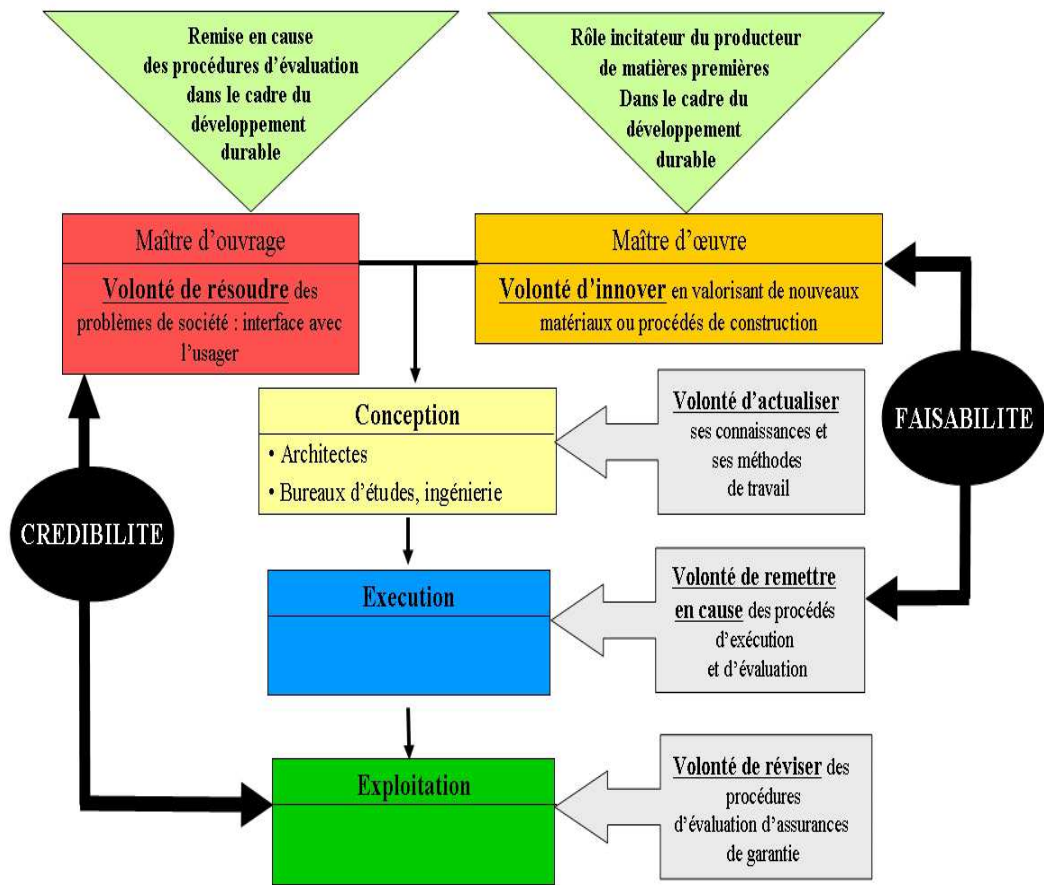 Remise en cause
des procédures d'évaluation
dans le cadre du
développement
durable
Rôle incitateur du producteur
de matières premières
Dans le cadre du
développement
durable
Maître d'ouvrage
Volonté de résoudre des
problèmes de société : interface avec
l'usager
Maître d'œuvre
Volonté d'innover en valorisant de nouveaux
matériaux ou procédés de construction
Conception
• Architectes
• Bureaux d'études, ingénierie
Volonté d'actualiser
ses connaissances et
ses méthodes
de travail
FAISABILITE
CREDIBILITE
Execution
Volonté de remettre
en cause des procédés
d'exécution
et d'évaluation
Exploitation
Volonté de réviser des
procédures
d'évaluation d'assurances
de garantie